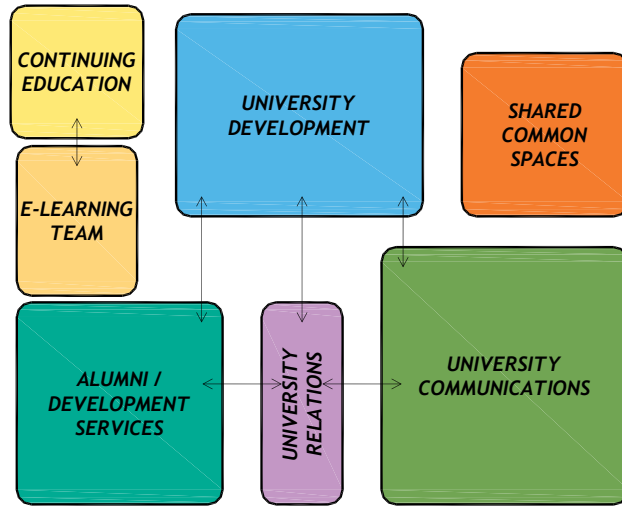 CONTINUING
EDUCATION
UNIVERSITY
DEVELOPMENT
SHARED
COMMON
SPACES
E-LEARNING
TEAM
ALUMNI /
DEVELOPMENT
SERVICES
UNIVERSITY
RELATIONS
UNIVERSITY
COMMUNICATIONS